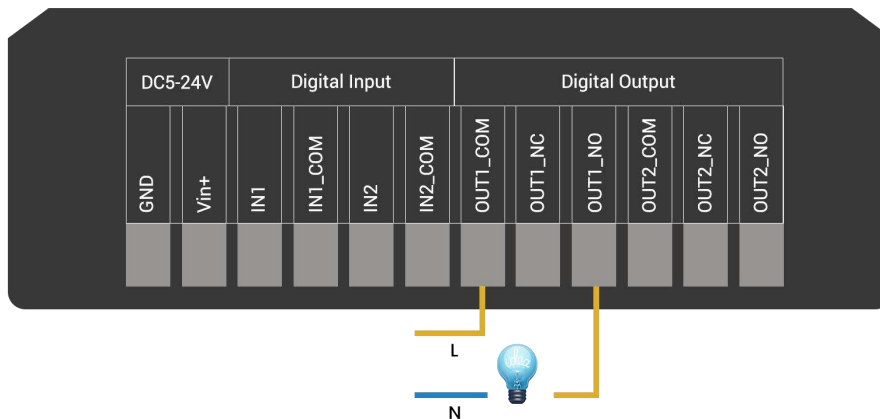 DC5-24V
Digital Input
Digital Output
GND
Vin+
IN1
IN1_COM
IN2
IN2_COM
OUT1_COM
OUT1_NC
OUT1_NO
OUT2_COM
OUT2_NC
OUT2_NO
L
N